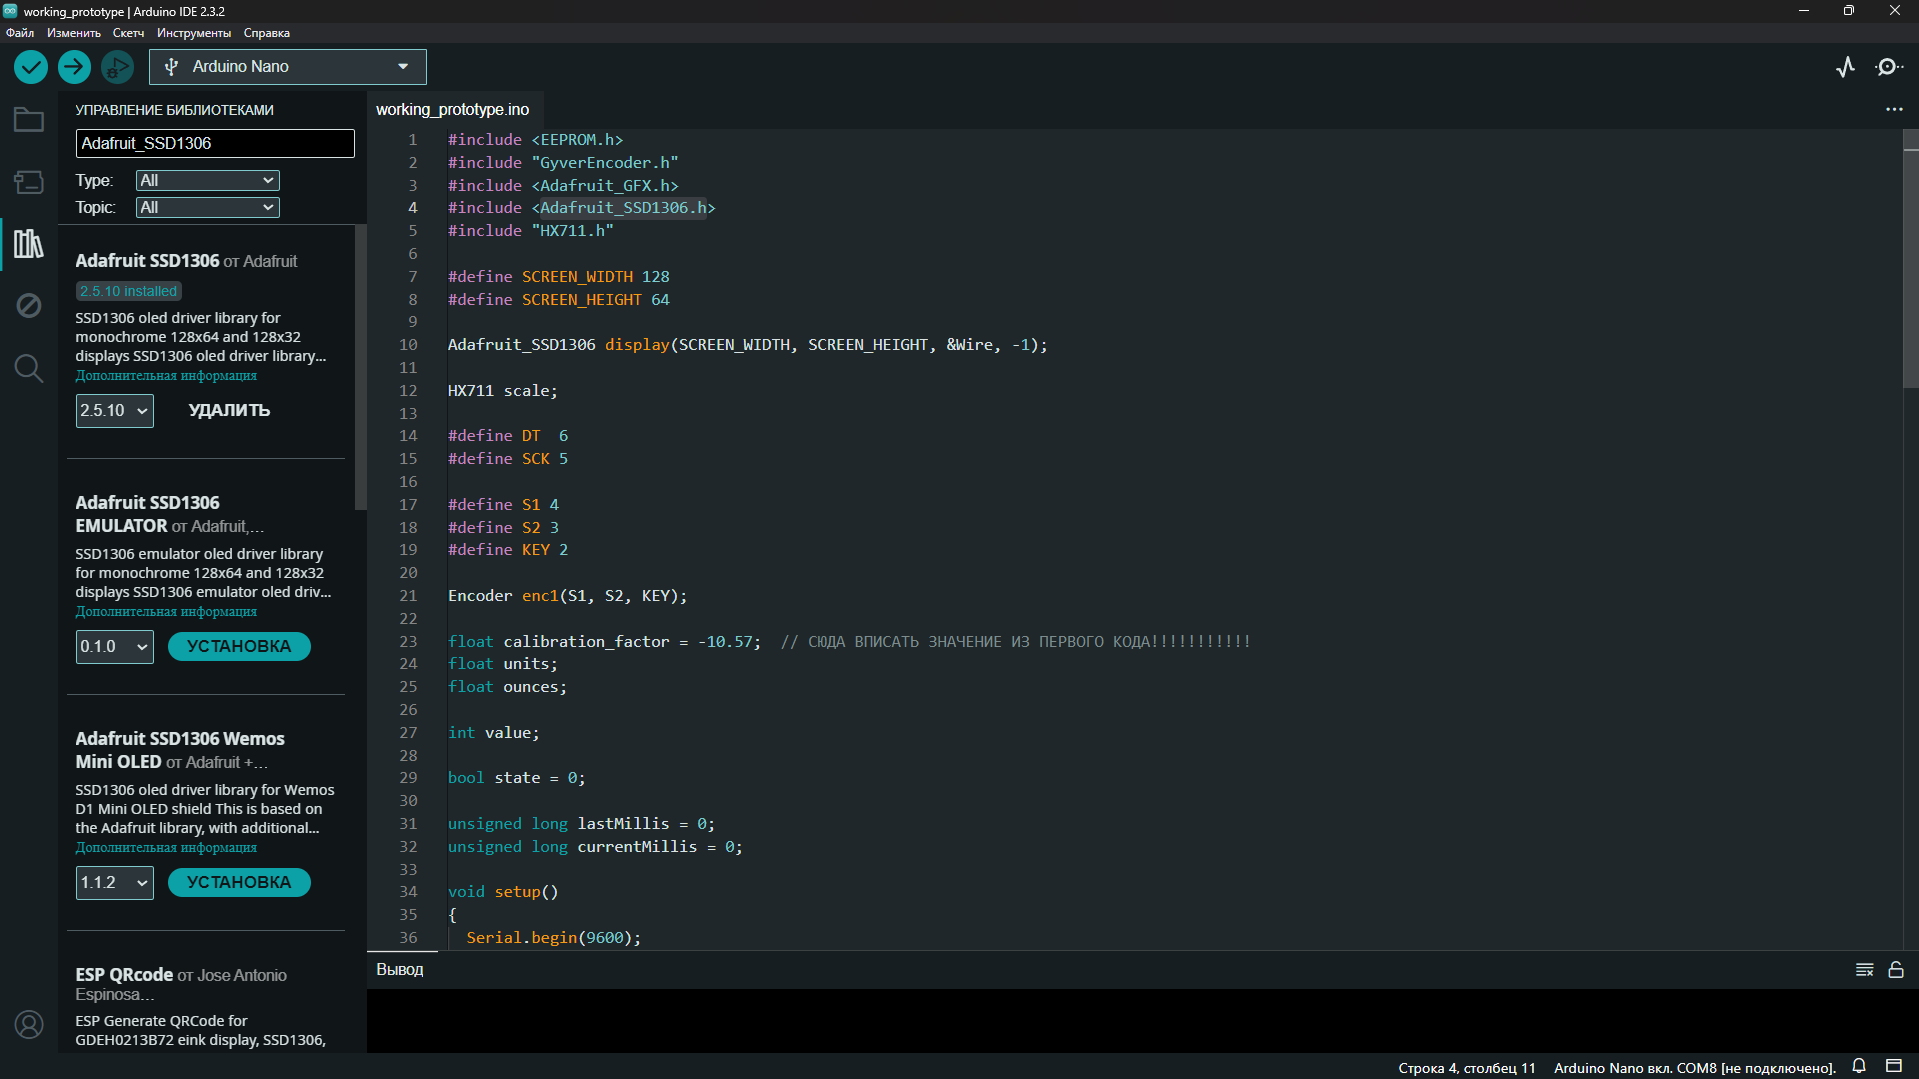 working_prototype | Arduino IDE 2.3.2
Файл Изменить Скетч Инструменты Справка
Arduino Nano
УПРАВЛЕНИЕ БИБЛИОТЕКАМИ
Adafruit_SSD1306
Type: All
Topic: All
Adafruit SSD1306 от Adafruit
2.5.10 installed
SSD1306 oled driver library for
monochrome 128x64 and 128x32
displays SSD1306 oled driver library...
Дополнительная информация
2.5.10 УДАЛИТЬ
Adafruit SSD1306
EMULATOR от Adafruit,...
SSD1306 emulator oled driver library
for monochrome 128x64 and 128x32
displays SSD1306 emulator oled driv...
Дополнительная информация
0.1.0 УСТАНОВКА
Adafruit SSD1306 Wemos
Mini OLED от Adafruit +...
SSD1306 oled driver library for Wemos
D1 Mini OLED shield This is based on
the Adafruit library, with additional...
Дополнительная информация
1.1.2 УСТАНОВКА
ESP QRcode от Jose Antonio
Espinosa...
ESP Generate QRCode for
GDEH0213B72 eink display, SSD1306,
working_prototype.ino
1 #include <EEPROM.h>
2 #include "GyverEncoder.h"
3 #include <Adafruit_GFX.h>
4 #include <Adafruit_SSD1306.h>
5 #include "HX711.h"
6
7 #define SCREEN_WIDTH 128
8 #define SCREEN_HEIGHT 64
9
10 Adafruit_SSD1306 display(SCREEN_WIDTH, SCREEN_HEIGHT, &Wire, -1);
11
12 HX711 scale;
13
14 #define DT  6
15 #define SCK 5
16
17 #define S1 4
18 #define S2 3
19 #define KEY 2
20
21 Encoder enc1(S1, S2, KEY);
22
23 float calibration_factor = -10.57;  // СЮДА ВПИСАТЬ ЗНАЧЕНИЕ ИЗ ПЕРВОГО КОДА!!!!!!!!!!!
24 float units;
25 float ounces;
26
27 int value;
28
29 bool state = 0;
30
31 unsigned long lastMillis = 0;
32 unsigned long currentMillis = 0;
33
34 void setup()
35 {
36   Serial.begin(9600);
Вывод
Строка 4, столбец 11 Arduino Nano вкл. COM8 [не подключено].